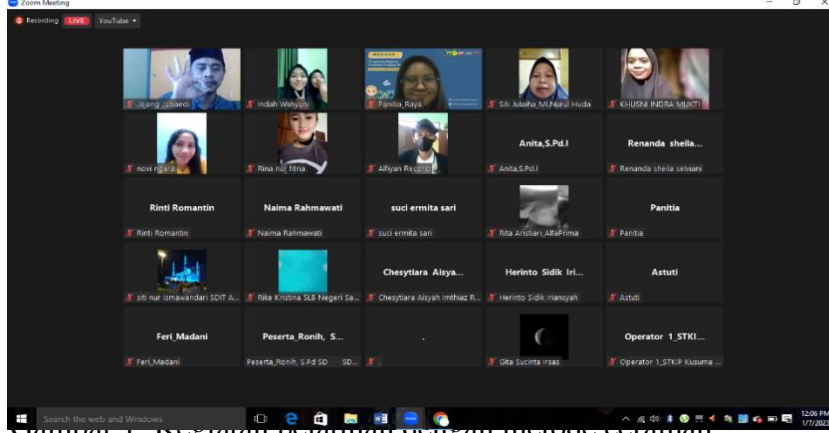 Zoom Meeting
Recording LIVE YouTube
Jajang Jubaedi
Indah Wahyuni
Panitia_Raya
Siti Julaiha_MI.Nurul Huda
KHUSNI INDRA MUKTI
Anita,S.Pd.I
Renanda sheila...
novi ngara
Rina nur fitria
Alfiyan Record
Anita,S.Pd.I
Renanda sheila selviani
Rinti Romantin
Naima Rahmawati
suci ermita sari
Panitia
Rinti Romantin
Naima Rahmawati
suci ermita sari
Rita Aristiari_AlfaPrima
Panitia
Chesytiara Aisya...
Herinto Sidik Iri...
Astuti
siti nur ismawandari SDIT A...
Rike Kristina SLB Negeri Sa...
Chesytiara Aisyah Imthiaz R...
Herinto Sidik Iriansyah
Astuti
Feri_Madani
Peserta_Ronih, S...
.
Operator 1_STKI...
Feri_Madani
Peserta_Ronih, S.Pd SD SD...
.
Gita Sucinta Irsas
Operator 1_STKIP Kusuma ...
Search the web and Windows
12:06 PM